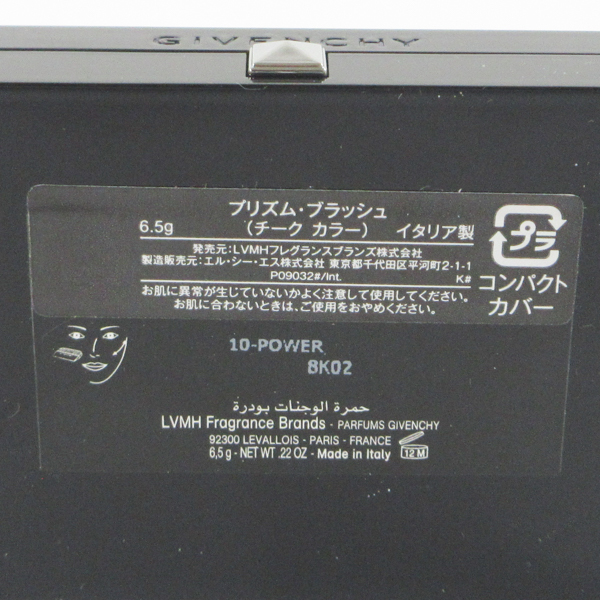 GIVENCHY
プリズム・ブラッシュ
6.5g （チーク カラー） イタリア製
発売元：LVMHフレグランスブランズ株式会社
製造販売元：エル・シー・エス株式会社 東京都千代田区平河町2-1-1
P09032#/Int. K#
お肌に異常が生じていないかよく注意して使用してください。
お肌に合わないときは、ご使用をおやめください。
プラ
コンパクト
カバー
10-POWER
8K02
حمرة الوجنات بودرة
LVMH Fragrance Brands - PARFUMS GIVENCHY
92300 LEVALLOIS - PARIS - FRANCE
6,5 g - NET WT .22 OZ - Made in Italy 12 M